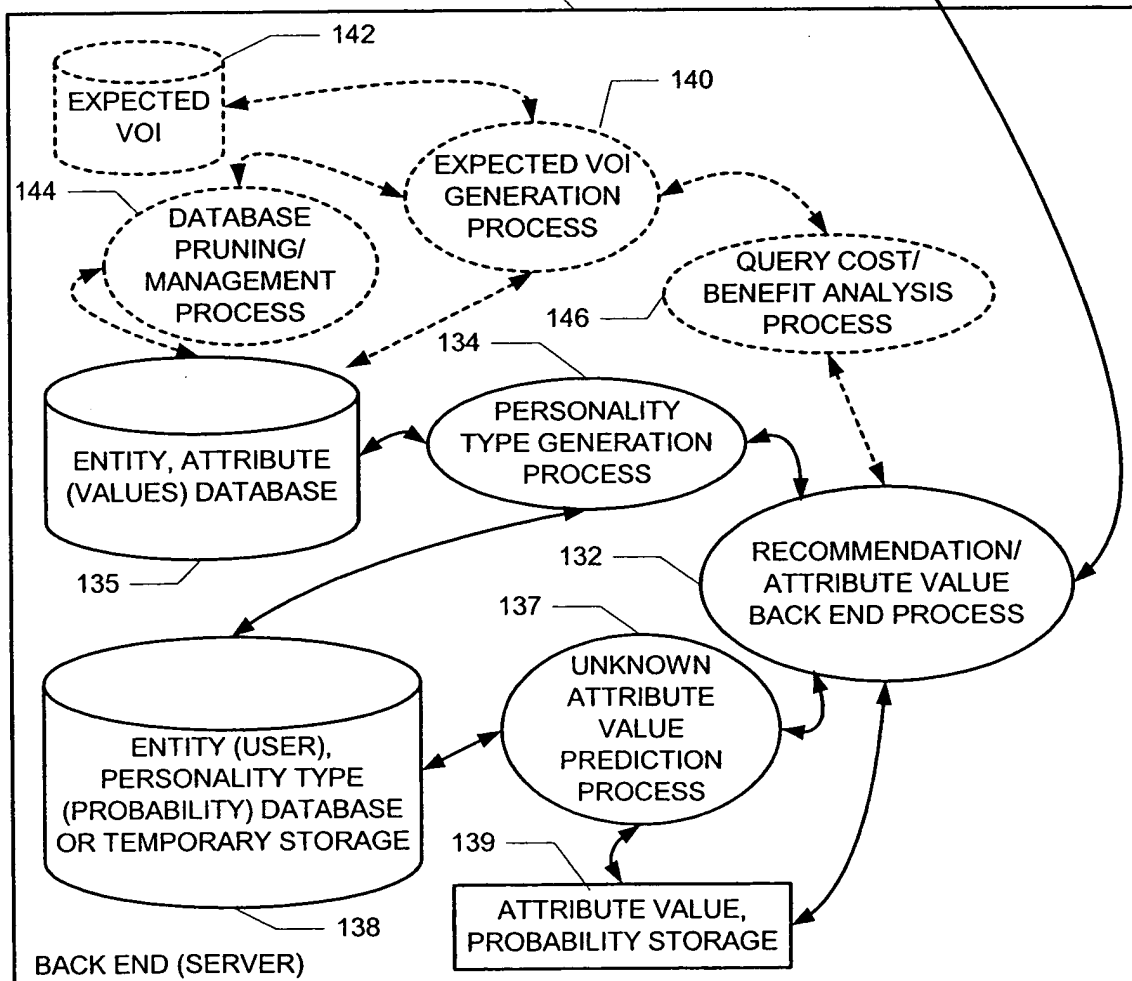 142
EXPECTED
VOI
140
EXPECTED VOI
GENERATION
PROCESS
144
DATABASE
PRUNING/
MANAGEMENT
PROCESS
QUERY COST/
BENEFIT ANALYSIS
PROCESS
146
134
PERSONALITY
TYPE GENERATION
PROCESS
ENTITY, ATTRIBUTE
(VALUES) DATABASE
135
132
RECOMMENDATION/
ATTRIBUTE VALUE
BACK END PROCESS
137
UNKNOWN
ATTRIBUTE
VALUE
PREDICTION
PROCESS
ENTITY (USER),
PERSONALITY TYPE
(PROBABILITY) DATABASE
OR TEMPORARY STORAGE
138
139
ATTRIBUTE VALUE,
PROBABILITY STORAGE
BACK END (SERVER)